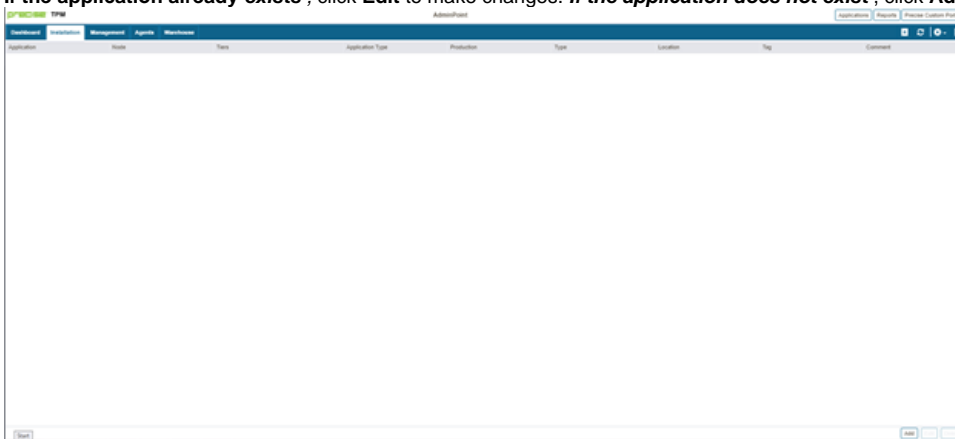 If the application already exists , click Edit to make changes. If the application does not exist , click Ad
precise TPM AdminPoint Applications Reports Precise Custom Por
Dashboard Installation Management Agents Warehouse
Application Node Tiers Application Type Production Type Location Tag Comment
Start Add